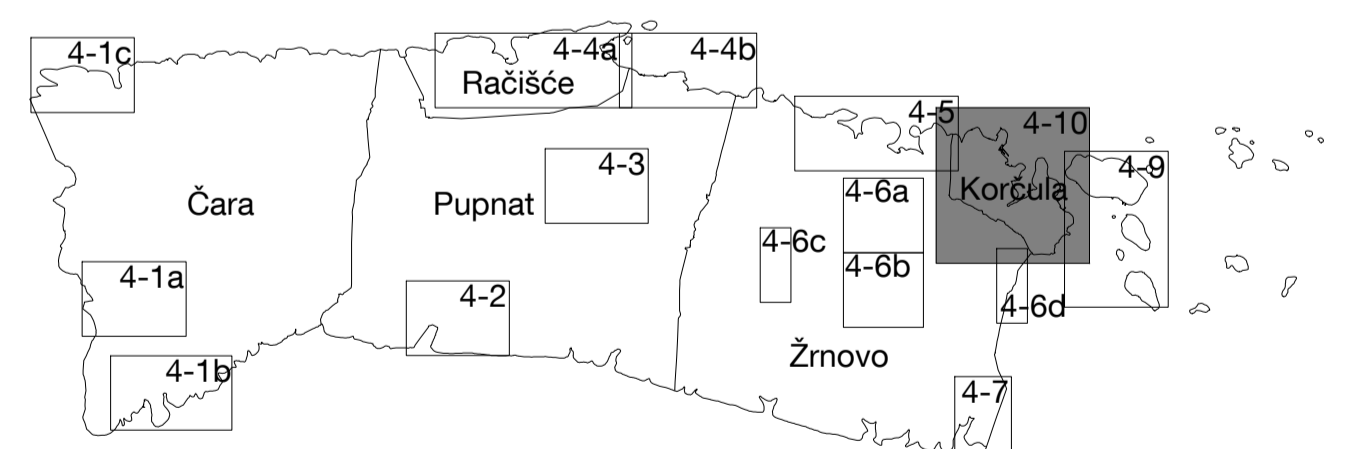 4-1c
4-4a
4-4b
Račišće
4-5
4-10
4-3
4-9
Čara
Pupnat
4-6a
Korčula
4-6c
4-6b
4-1a
4-2
4-6d
Žrnovo
4-1b
4-7